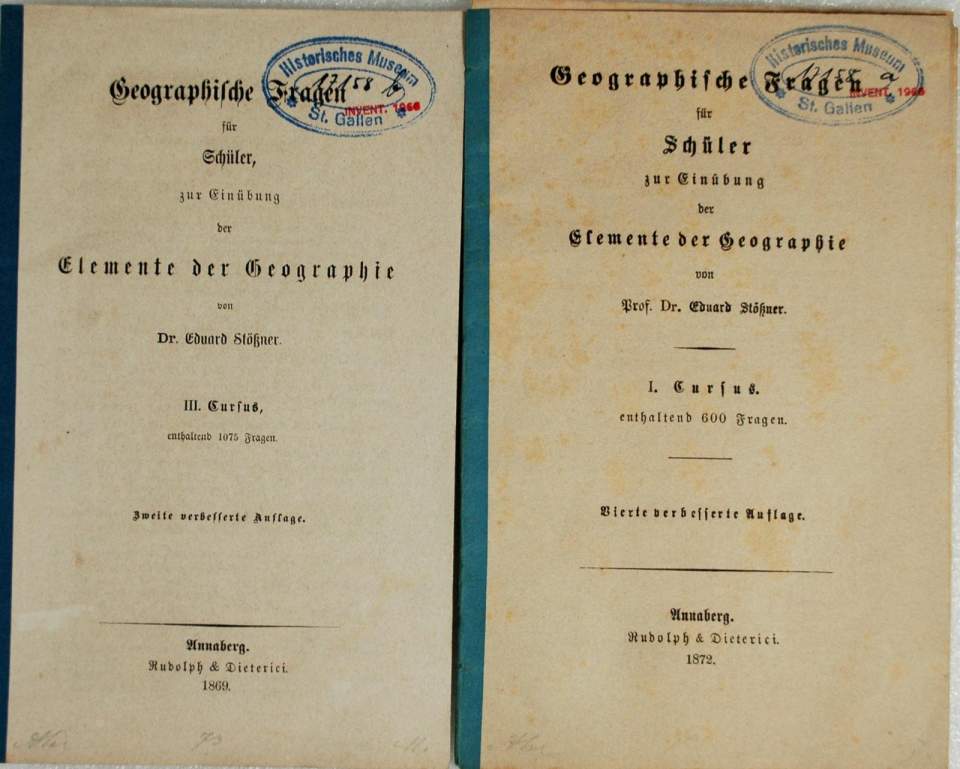 Geographische Fragen
für
Schüler,
zur Einübung
der
Elemente der Geographie
von
Dr. Eduard Stößner.
III. Cursus,
enthaltend 1075 Fragen.
Zweite verbesserte Auflage.
Annaberg.
Rudolph & Dieterici.
1869.
Historisches Museum
St. Gallen
INVENT. 1966
73
Geographische Fragen
für
Schüler
zur Einübung
der
Elemente der Geographie
von
Prof. Dr. Eduard Stößner.
I. Cursus.
enthaltend 600 Fragen.
Vierte verbesserte Auflage.
Annaberg.
Rudolph & Dieterici.
1872.
Historisches Museum
a
St. Gallen
INVENT. 1966